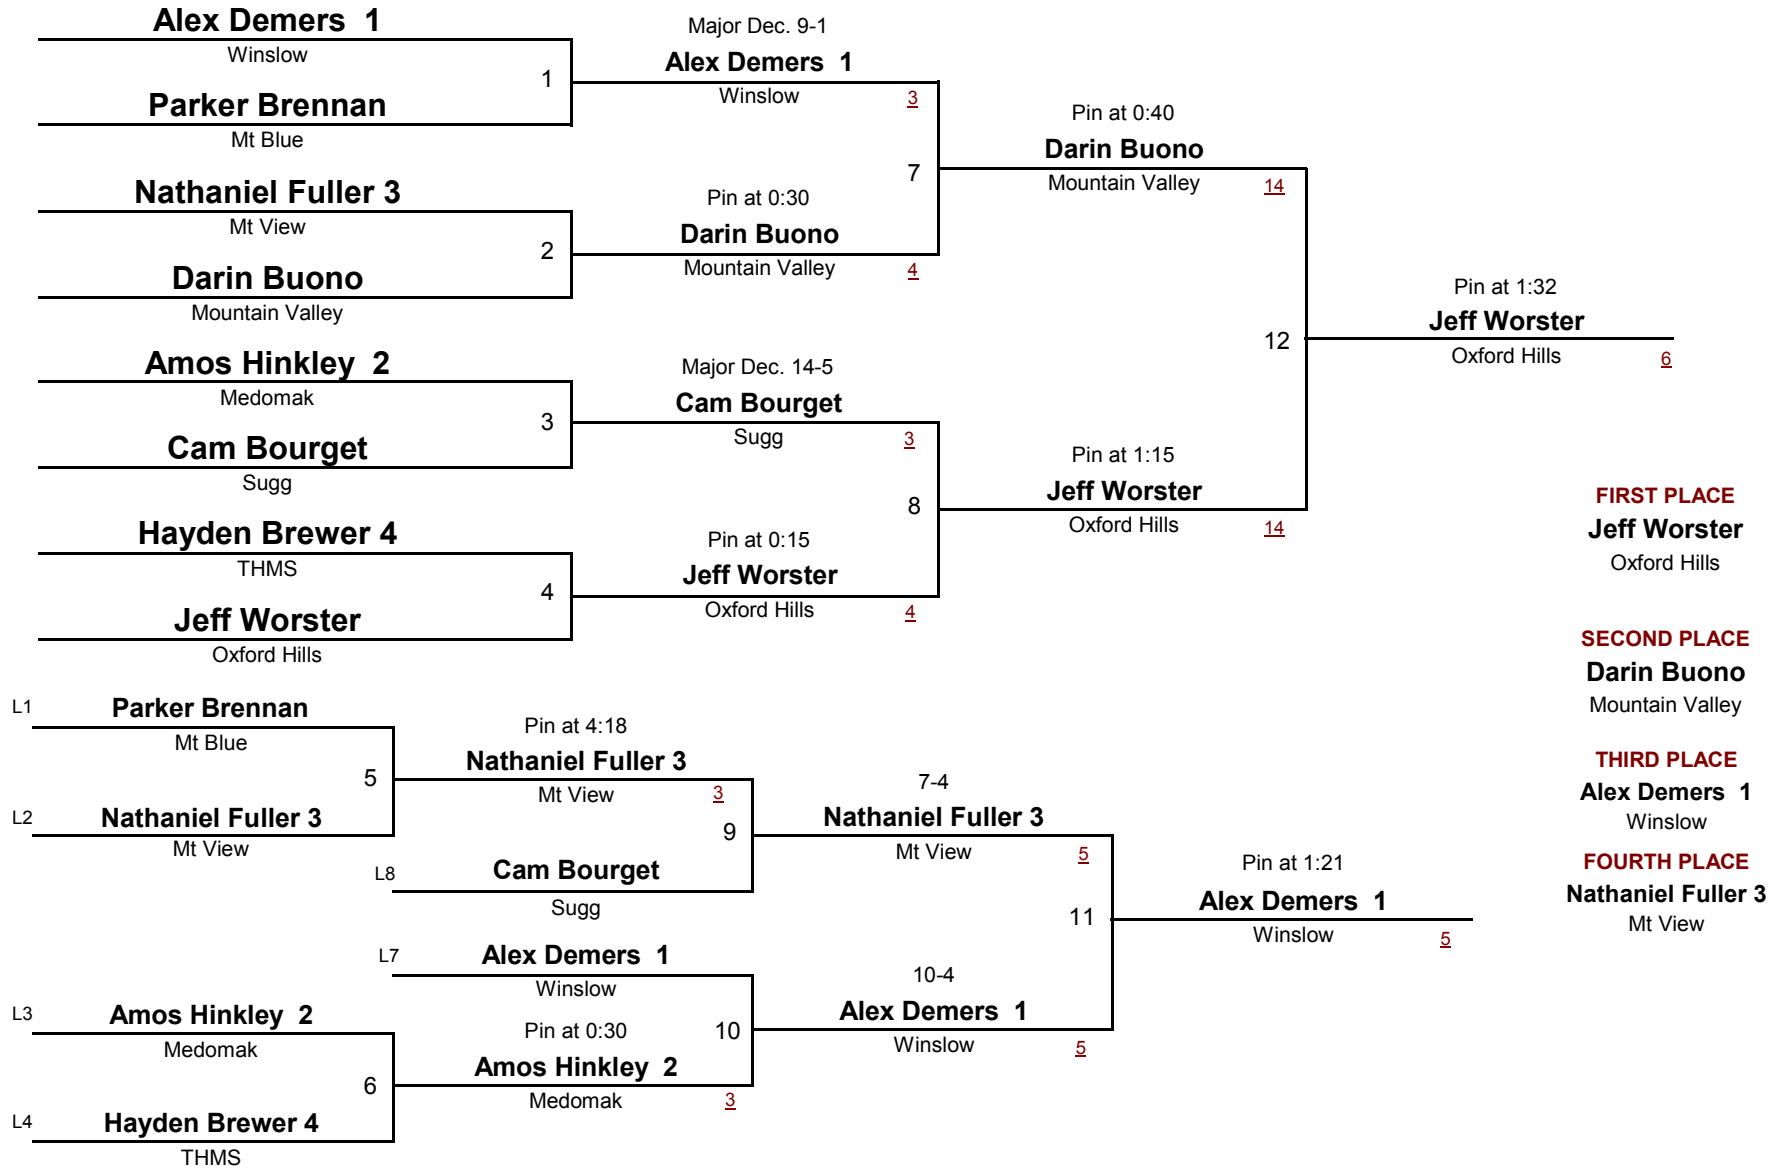 Alex Demers  1
Winslow
1
Parker Brennan
Mt Blue
Major Dec. 9-1
Alex Demers  1
Winslow
3
Nathaniel Fuller 3
Mt View
2
Darin Buono
Mountain Valley
Pin at 0:30
Darin Buono
Mountain Valley
4
7
Pin at 0:40
Darin Buono
Mountain Valley
14
Amos Hinkley  2
Medomak
3
Cam Bourget
Sugg
Major Dec. 14-5
Cam Bourget
Sugg
3
Hayden Brewer 4
THMS
4
Jeff Worster
Oxford Hills
Pin at 0:15
Jeff Worster
Oxford Hills
4
8
Pin at 1:15
Jeff Worster
Oxford Hills
14
12
Pin at 1:32
Jeff Worster
Oxford Hills
6
L1
Parker Brennan
Mt Blue
5
L2
Nathaniel Fuller 3
Mt View
Pin at 4:18
Nathaniel Fuller 3
Mt View
3
9
L8
Cam Bourget
Sugg
7-4
Nathaniel Fuller 3
Mt View
5
L7
Alex Demers  1
Winslow
L3
Amos Hinkley  2
Medomak
6
L4
Hayden Brewer 4
THMS
Pin at 0:30
Amos Hinkley  2
Medomak
3
10
10-4
Alex Demers  1
Winslow
5
11
Pin at 1:21
Alex Demers  1
Winslow
5
FIRST PLACE
Jeff Worster
Oxford Hills
SECOND PLACE
Darin Buono
Mountain Valley
THIRD PLACE
Alex Demers  1
Winslow
FOURTH PLACE
Nathaniel Fuller 3
Mt View